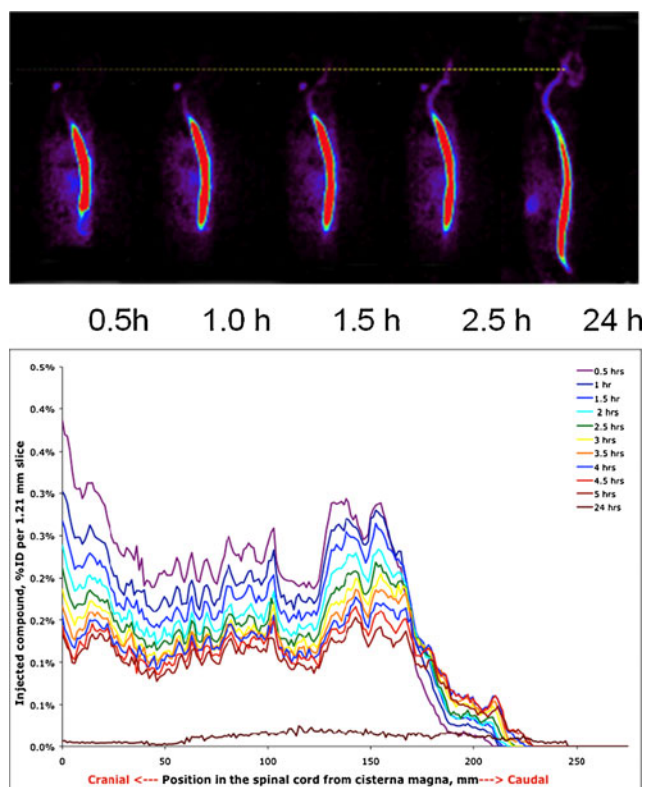 0.5h 1.0 h 1.5 h 2.5 h 24 h
0.5%
0.4%
0.4%
0.3%
0.3%
0.2%
0.2%
0.1%
0.1%
0.0%
Injected compound, %ID per 1.21 mm slice
0.5 hrs
1 hr
1.5 hr
2 hrs
2.5 hrs
3 hrs
3.5 hrs
4 hrs
4.5 hrs
5 hrs
24 hrs
0 50 100 150 200 250
Cranial <--- Position in the spinal cord from cisterna magna, mm---> Caudal